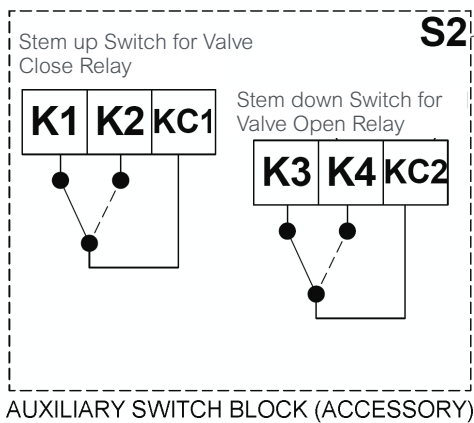 S2
Stem up Switch for Valve
Close Relay
K1 K2 KC1
Stem down Switch for
Valve Open Relay
K3 K4 KC2
AUXILIARY SWITCH BLOCK (ACCESSORY)